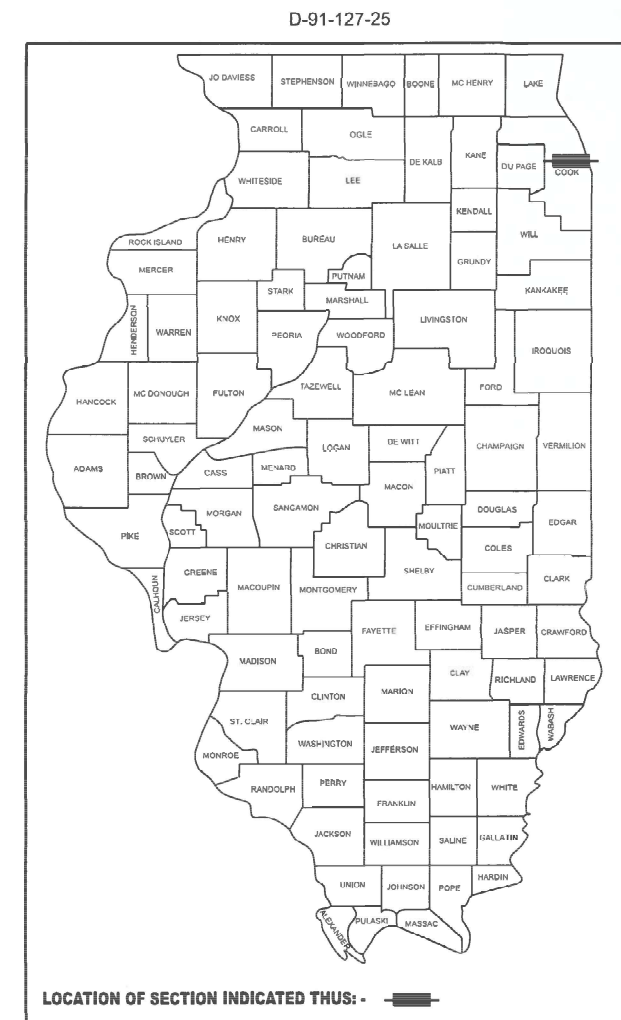 D-91-127-25
JO DAVIESS STEPHENSON WINNEBAGO BOONE MC HENRY LAKE
CARROLL OGLE
DE KALB KANE DU PAGE COOK
WHITESIDE LEE
KENDALL
ROCK ISLAND HENRY BUREAU LA SALLE WILL
MERCER PUTNAM GRUNDY
STARK MARSHALL KANKAKEE
HENDERSON WARREN KNOX PEORIA WOODFORD LIVINGSTON
IROQUOIS
HANCOCK MC DONOUGH FULTON TAZEWELL MC LEAN FORD
MASON
SCHUYLER LOGAN DE WITT CHAMPAIGN VERMILION
ADAMS BROWN CASS MENARD PIATT
MACON
MORGAN SANGAMON DOUGLAS
PIKE SCOTT MOULTRIE EDGAR
CHRISTIAN COLES
GREENE SHELBY
CALHOUN MACOUPIN MONTGOMERY CUMBERLAND CLARK
JERSEY
FAYETTE EFFINGHAM JASPER CRAWFORD
MADISON BOND
CLAY RICHLAND LAWRENCE
CLINTON MARION
ST. CLAIR WAYNE EDWARDS WABASH
WASHINGTON JEFFERSON
MONROE
RANDOLPH PERRY HAMILTON WHITE
FRANKLIN
JACKSON WILLIAMSON SALINE GALLATIN
UNION JOHNSON POPE HARDIN
ALEXANDER PULASKI MASSAC
LOCATION OF SECTION INDICATED THUS: -